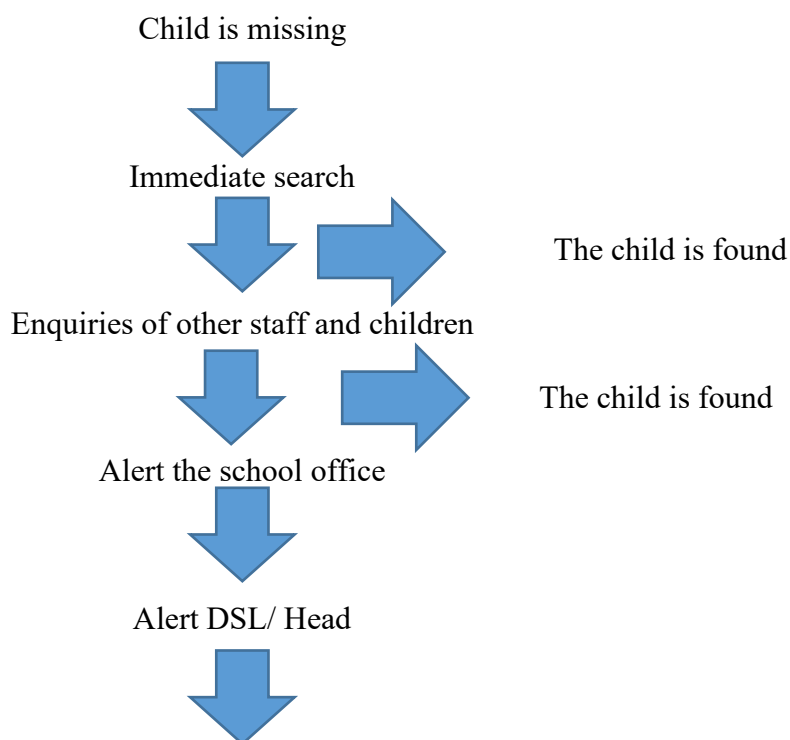 Child is missing
Immediate search
The child is found
Enquiries of other staff and children
The child is found
Alert the school office
Alert DSL/ Head